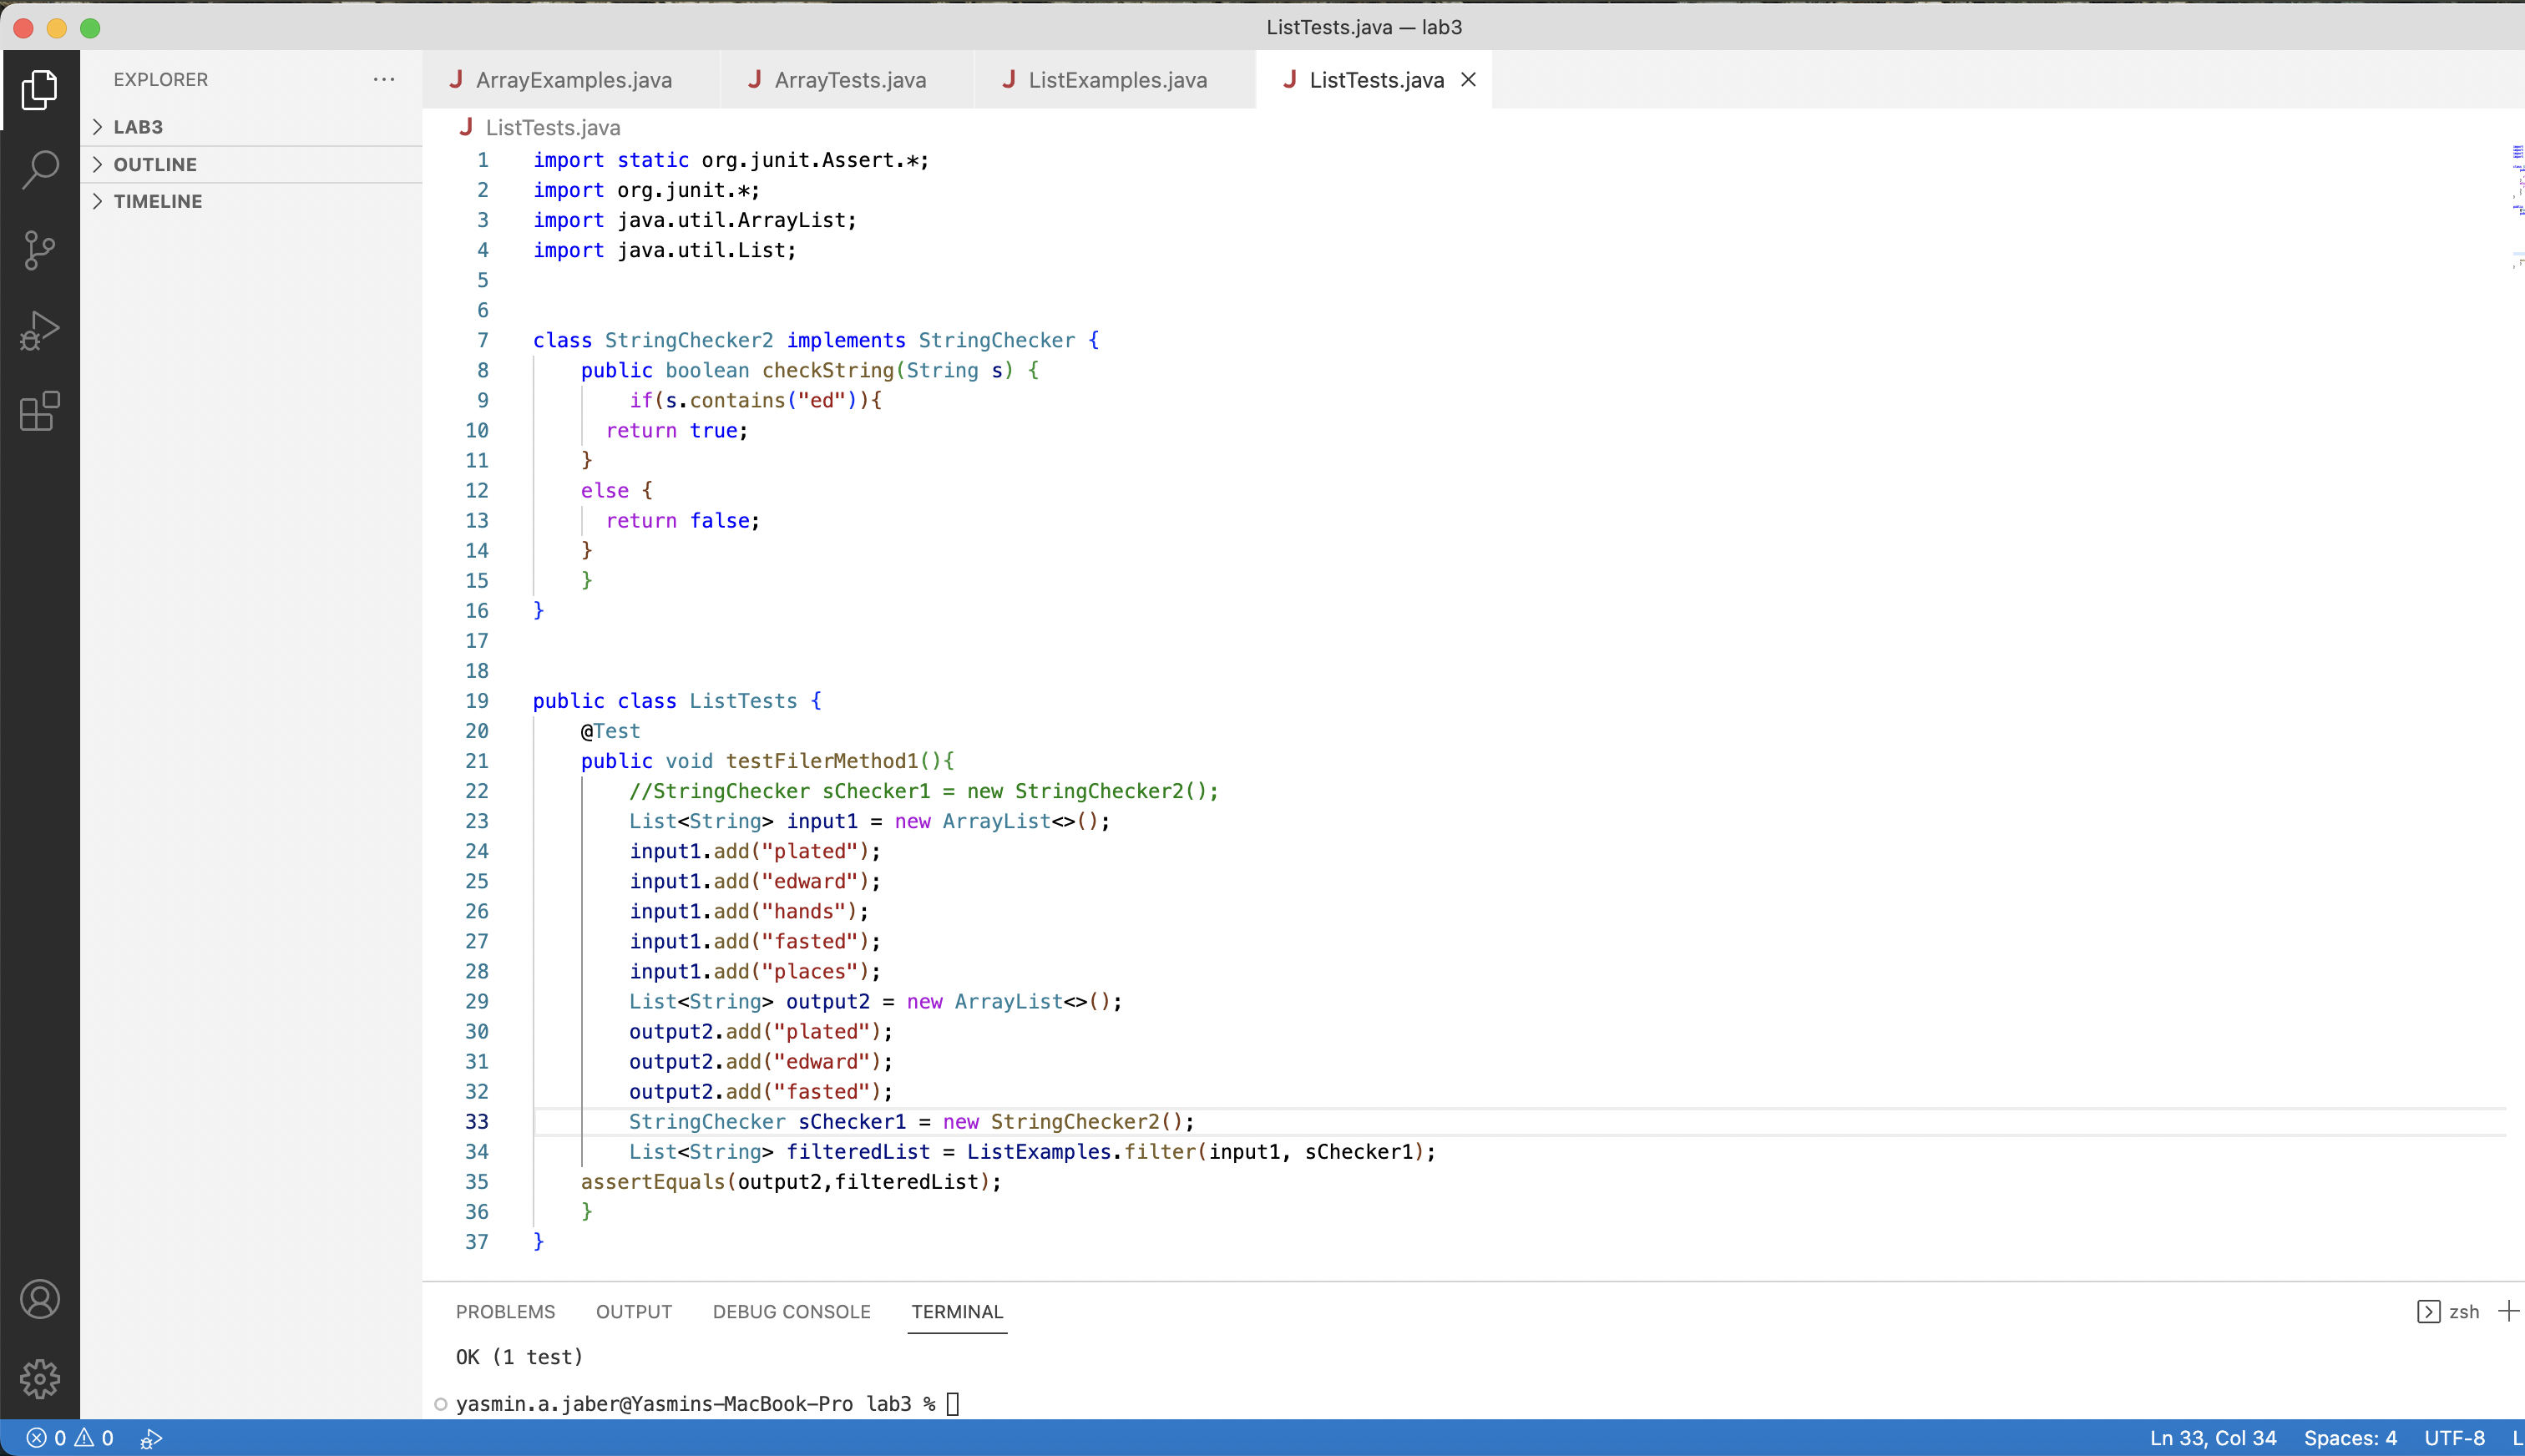 ListTests.java — lab3
EXPLORER
LAB3
OUTLINE
TIMELINE
ArrayExamples.java
ArrayTests.java
ListExamples.java
ListTests.java
ListTests.java
1 import static org.junit.Assert.*;
2 import org.junit.*;
3 import java.util.ArrayList;
4 import java.util.List;
5
6
7 class StringChecker2 implements StringChecker {
8 public boolean checkString(String s) {
9 if(s.contains("ed")){
10 return true;
11 }
12 else {
13 return false;
14 }
15 }
16 }
17
18
19 public class ListTests {
20 @Test
21 public void testFilerMethod1(){
22 //StringChecker sChecker1 = new StringChecker2();
23 List<String> input1 = new ArrayList<>();
24 input1.add("plated");
25 input1.add("edward");
26 input1.add("hands");
27 input1.add("fasted");
28 input1.add("places");
29 List<String> output2 = new ArrayList<>();
30 output2.add("plated");
31 output2.add("edward");
32 output2.add("fasted");
33 StringChecker sChecker1 = new StringChecker2();
34 List<String> filteredList = ListExamples.filter(input1, sChecker1);
35 assertEquals(output2,filteredList);
36 }
37 }
PROBLEMS OUTPUT DEBUG CONSOLE TERMINAL
zsh
OK (1 test)
yasmin.a.jaber@Yasmins-MacBook-Pro lab3 %
0 0
Ln 33, Col 34 Spaces: 4 UTF-8 L